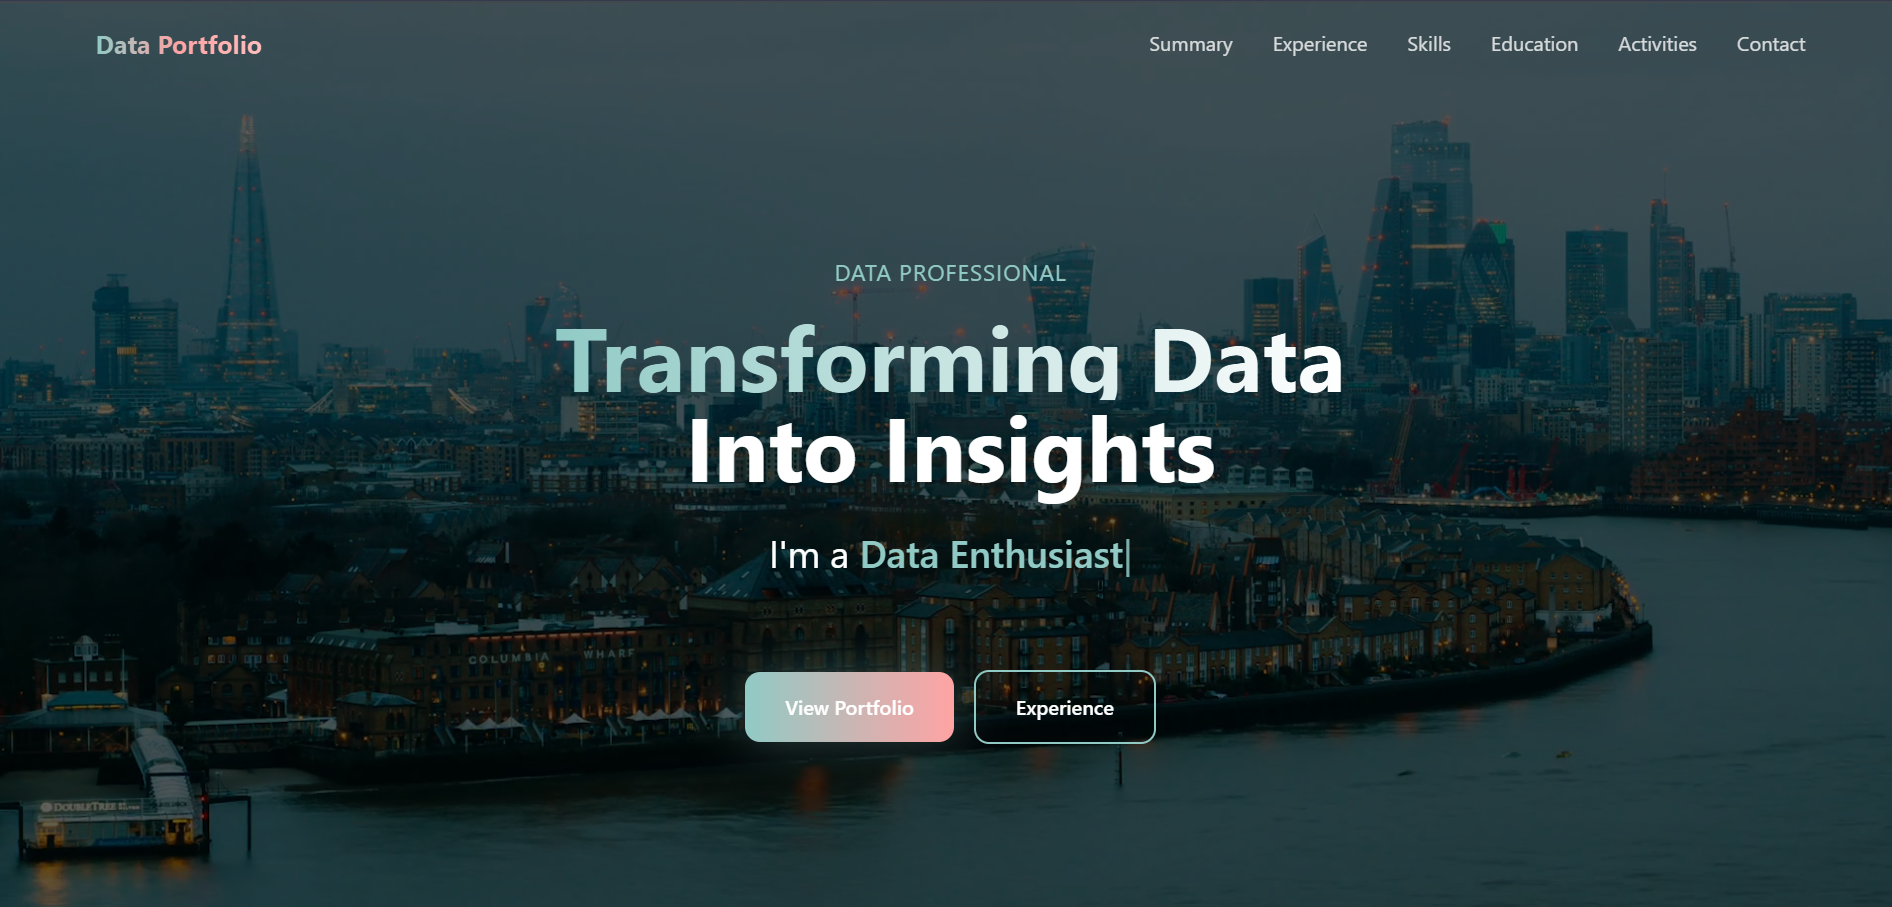 Data Portfolio
Summary Experience Skills Education Activities Contact
DATA PROFESSIONAL
Transforming Data
Into Insights
I'm a Data Enthusiast|
COLUMBIA WHARF
View Portfolio Experience
DOUBLETREE